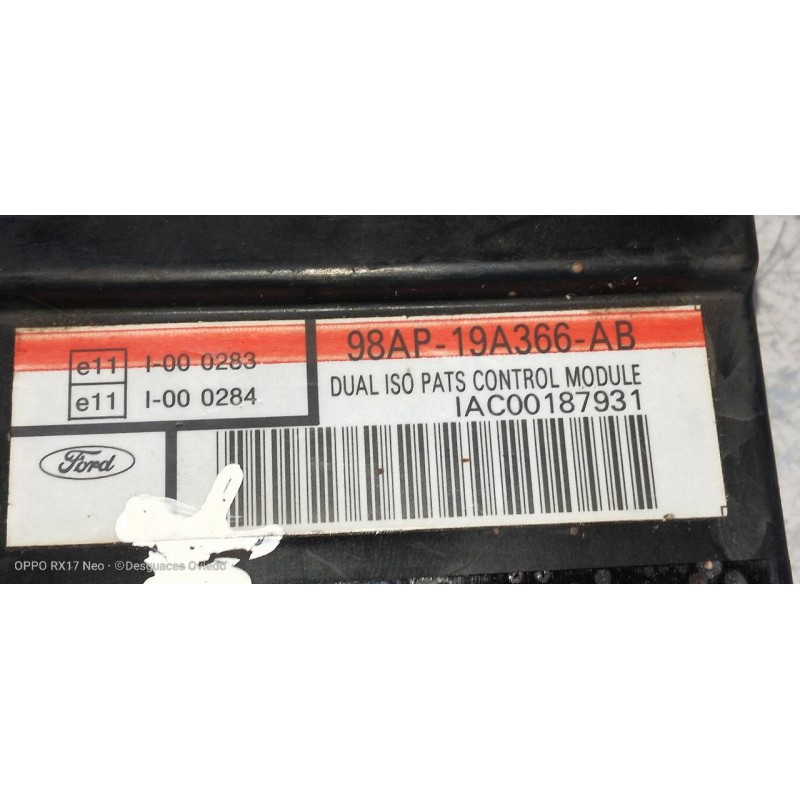 98AP-19A366-AB
e11 I-00 0283
e11 I-00 0284
DUAL ISO PATS CONTROL MODULE
IAC00187931
Ford
OPPO RX17 Neo · ©Desguaces Oviedo